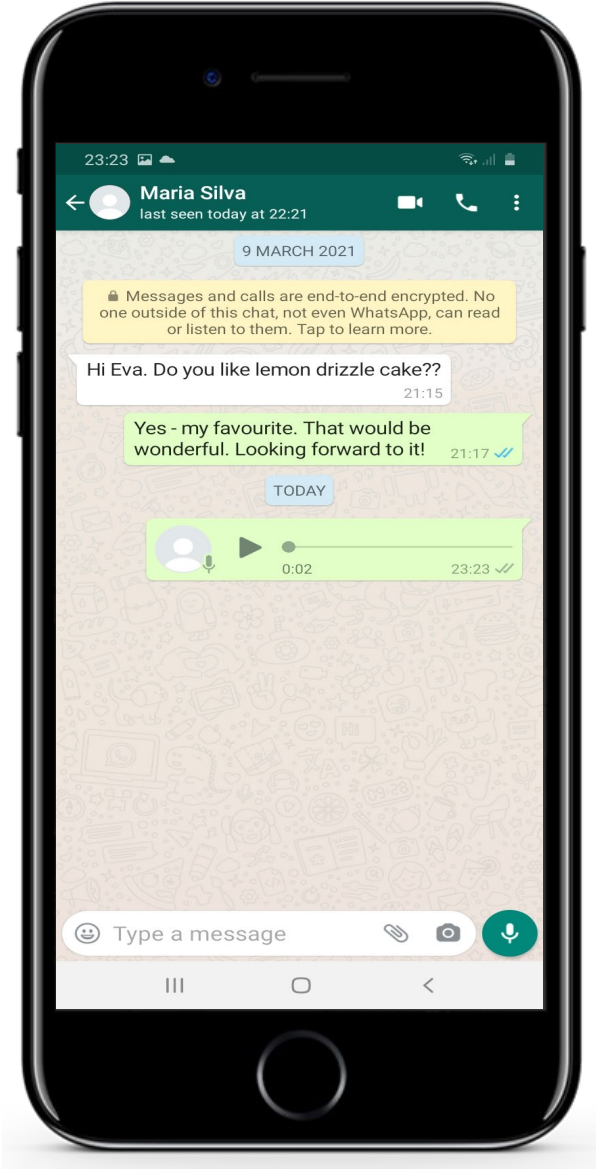 23:23
Maria Silva
last seen today at 22:21
9 MARCH 2021
Messages and calls are end-to-end encrypted. No
one outside of this chat, not even WhatsApp, can read
or listen to them. Tap to learn more.
Hi Eva. Do you like lemon drizzle cake??
21:15
Yes - my favourite. That would be
wonderful. Looking forward to it! 21:17
TODAY
0:02 23:23
Type a message